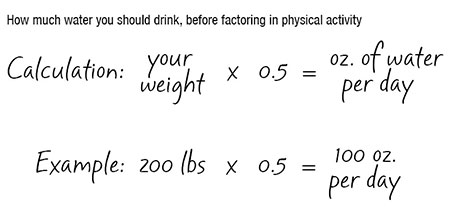 How much water you should drink, before factoring in physical activity
Calculation: your weight x 0.5 = oz. of water per day
Example: 200 lbs x 0.5 = 100 oz. per day